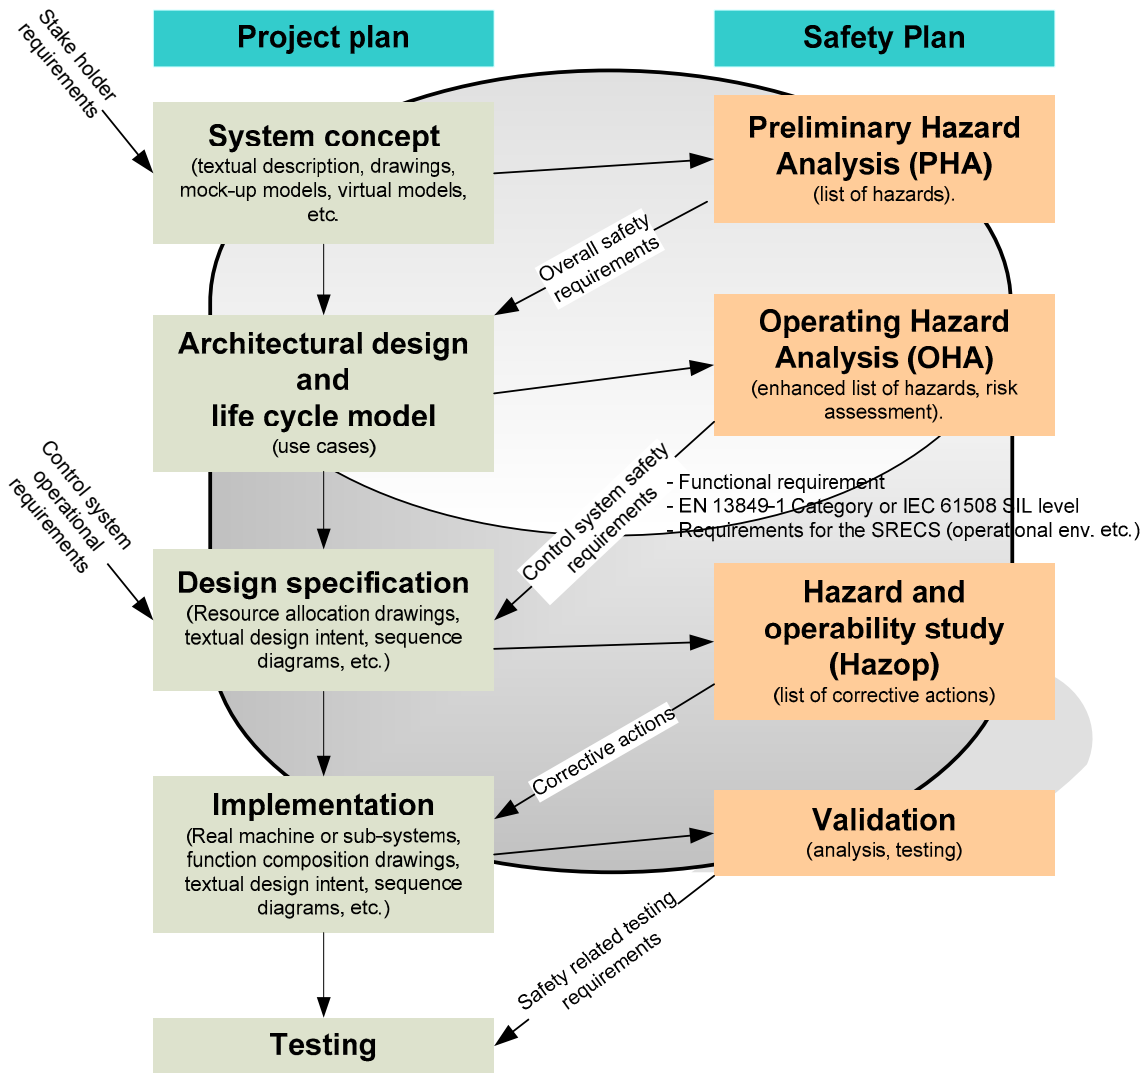 Project plan
Safety Plan
Stake holder
requirements
System concept
(textual description, drawings,
mock-up models, virtual models,
etc.
Preliminary Hazard
Analysis (PHA)
(list of hazards).
Overall safety
requirements
Architectural design
and
life cycle model
(use cases)
Operating Hazard
Analysis (OHA)
(enhanced list of hazards, risk
assessment).
Control system
operational
requirements
Control system safety
requirements
- Functional requirement
- EN 13849-1 Category or IEC 61508 SIL level
- Requirements for the SRECS (operational env. etc.)
Design specification
(Resource allocation drawings,
textual design intent, sequence
diagrams, etc.)
Hazard and
operability study
(Hazop)
(list of corrective actions)
Corrective actions
Implementation
(Real machine or sub-systems,
function composition drawings,
textual design intent, sequence
diagrams, etc.)
Validation
(analysis, testing)
Safety related testing
requirements
Testing